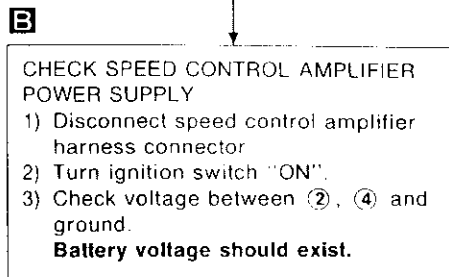 B
CHECK SPEED CONTROL AMPLIFIER
POWER SUPPLY
1) Disconnect speed control amplifier
harness connector
2) Turn ignition switch "ON".
3) Check voltage between ②, ④ and
ground.
Battery voltage should exist.